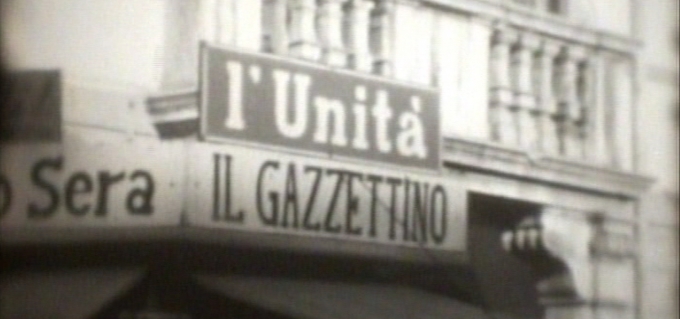 l'Unità
Sera
IL GAZZETTINO